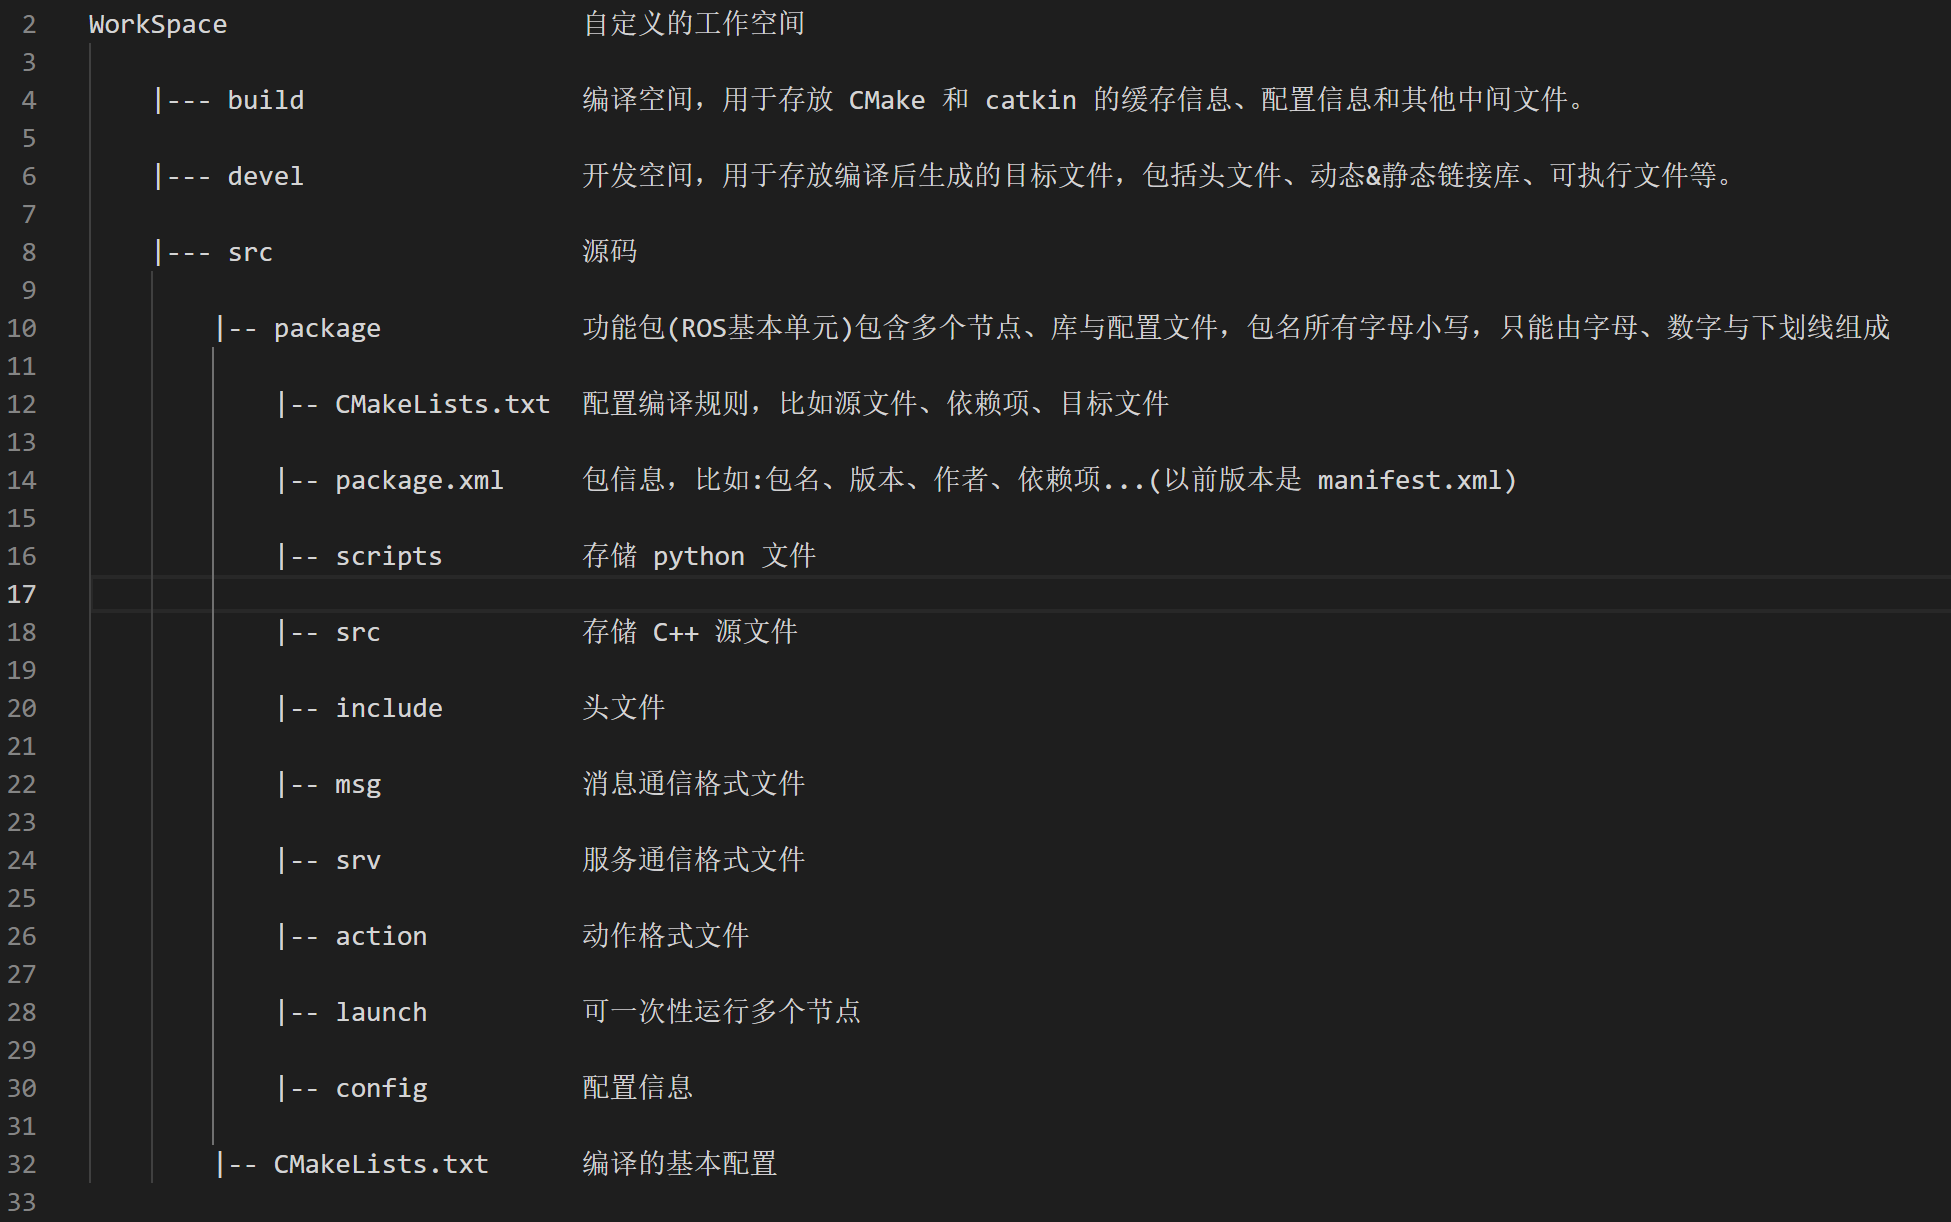 2 WorkSpace 自定义的工作空间
3
4 |--- build 编译空间，用于存放 CMake 和 catkin 的缓存信息、配置信息和其他中间文件。
5
6 |--- devel 开发空间，用于存放编译后生成的目标文件，包括头文件、动态&静态链接库、可执行文件等。
7
8 |--- src 源码
9
10 |-- package 功能包(ROS基本单元)包含多个节点、库与配置文件，包名所有字母小写，只能由字母、数字与下划线组成
11
12 |-- CMakeLists.txt 配置编译规则，比如源文件、依赖项、目标文件
13
14 |-- package.xml 包信息，比如:包名、版本、作者、依赖项...(以前版本是 manifest.xml)
15
16 |-- scripts 存储 python 文件
17
18 |-- src 存储 C++ 源文件
19
20 |-- include 头文件
21
22 |-- msg 消息通信格式文件
23
24 |-- srv 服务通信格式文件
25
26 |-- action 动作格式文件
27
28 |-- launch 可一次性运行多个节点
29
30 |-- config 配置信息
31
32 |-- CMakeLists.txt 编译的基本配置
33